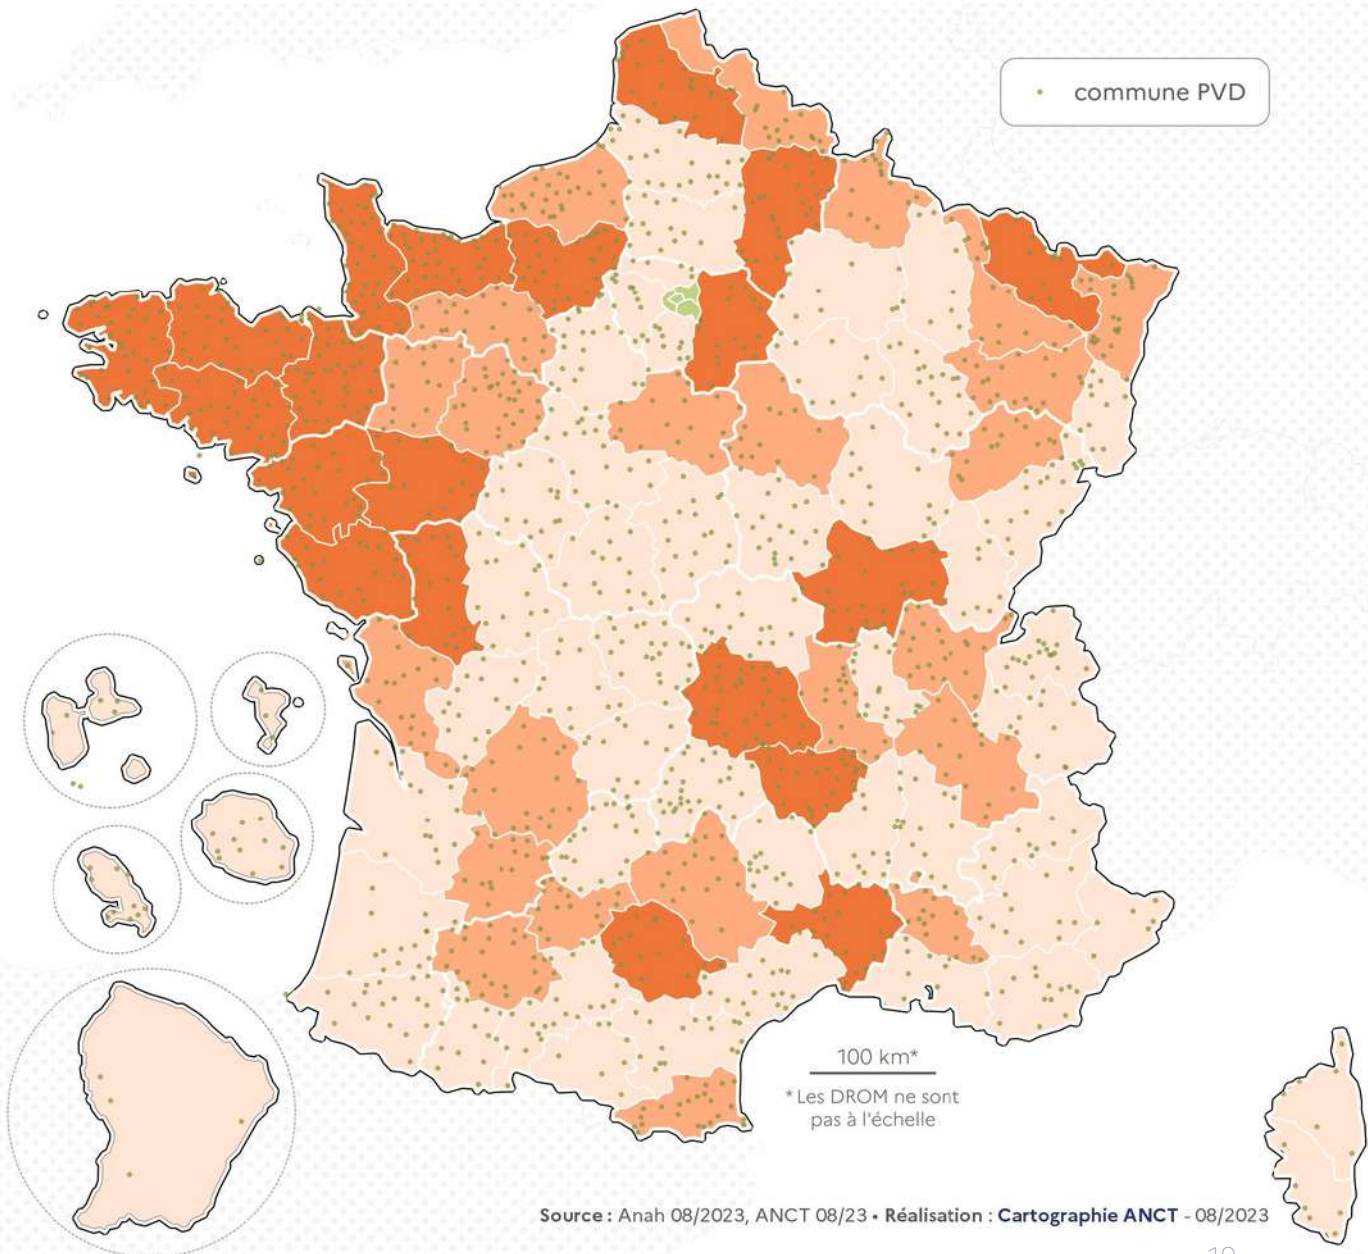 commune PVD
100 km*
* Les DROM ne sont
pas à l'échelle
Source : Anah 08/2023, ANCT 08/23 • Réalisation : Cartographie ANCT - 08/2023